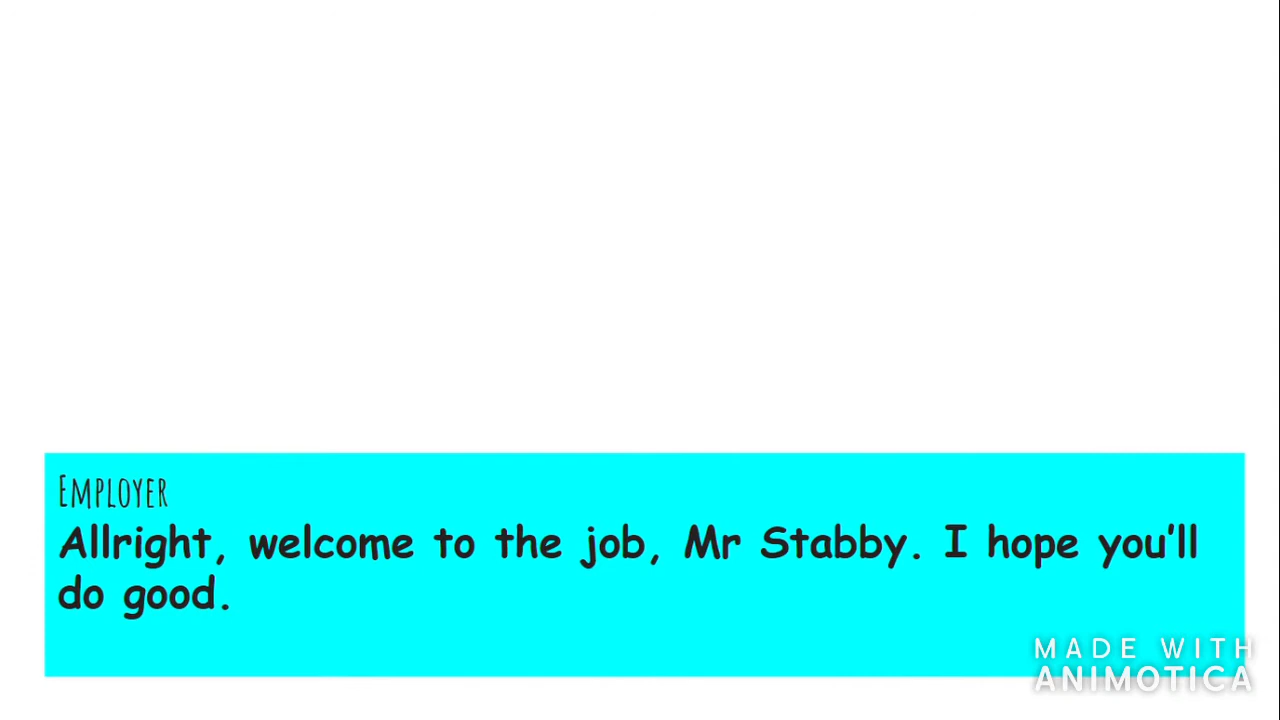 Employer
Allright, welcome to the job, Mr Stabby. I hope you'll
do good.
MADE WITH
ANIMOTICA